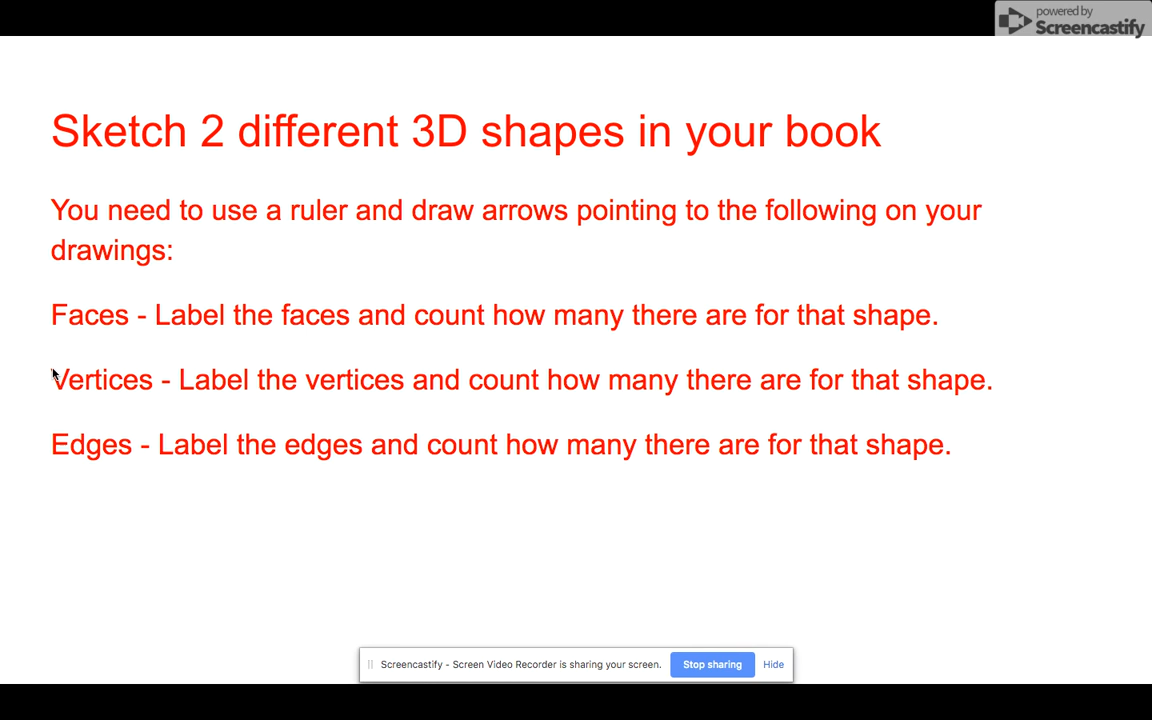 powered by
Screencastify
Sketch 2 different 3D shapes in your book
You need to use a ruler and draw arrows pointing to the following on your
drawings:
Faces - Label the faces and count how many there are for that shape.
Vertices - Label the vertices and count how many there are for that shape.
Edges - Label the edges and count how many there are for that shape.
Screencastify - Screen Video Recorder is sharing your screen. Stop sharing Hide